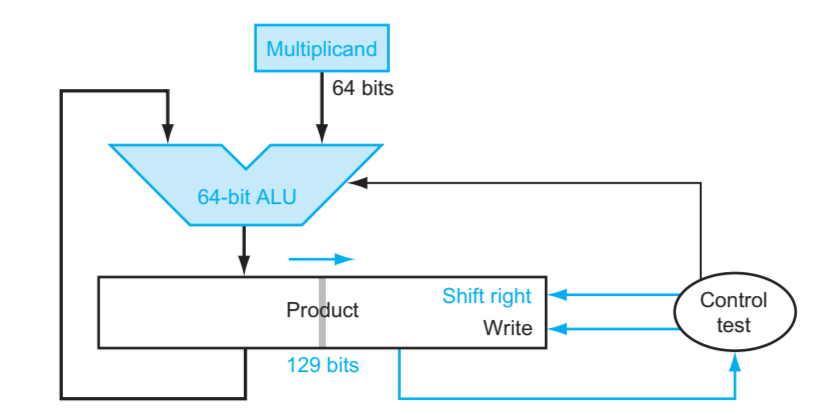 Multiplicand
64 bits
64-bit ALU
Product
Shift right
Write
Control
test
129 bits